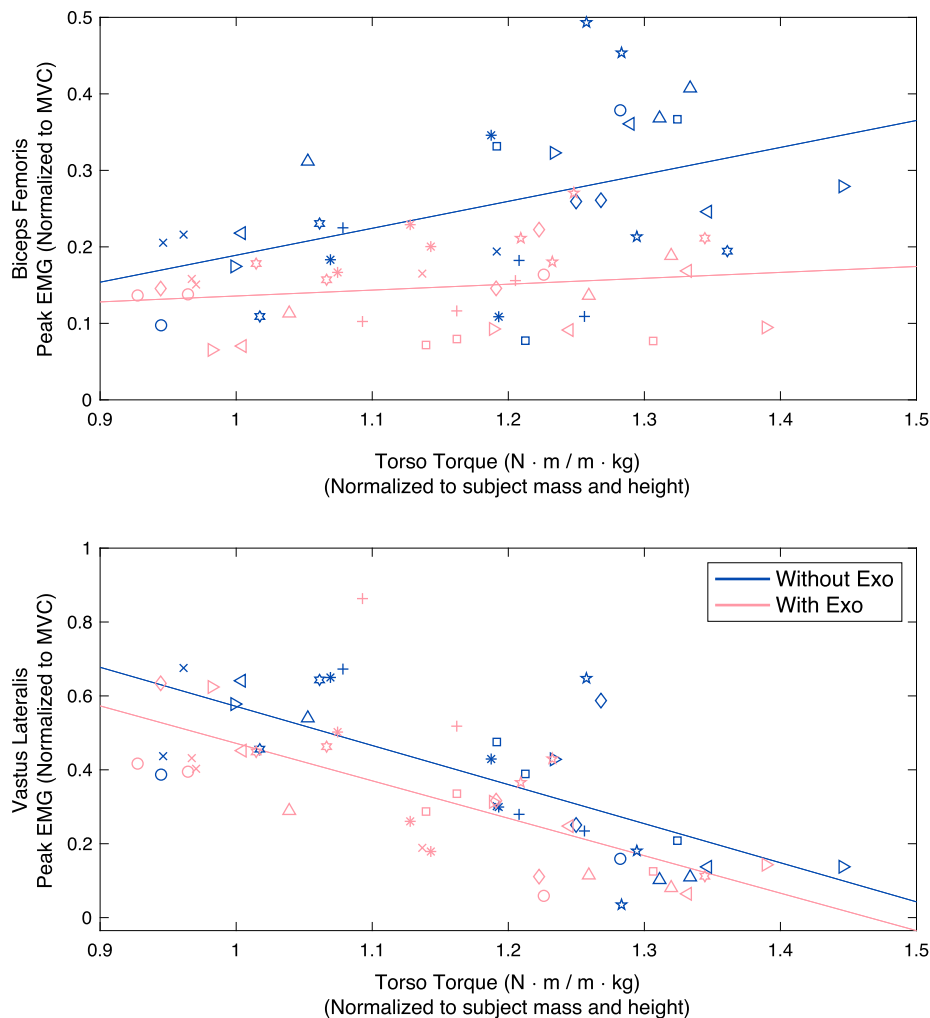 Biceps Femoris
Peak EMG (Normalized to MVC)
0.5
0.4
0.3
0.2
0.1
0
0.9
1
1.1
1.2
1.3
1.4
1.5
Torso Torque (N · m / m · kg)
(Normalized to subject mass and height)
Vastus Lateralis
Peak EMG (Normalized to MVC)
1
0.8
0.6
0.4
0.2
0
Without Exo
With Exo
0.9
1
1.1
1.2
1.3
1.4
1.5
Torso Torque (N · m / m · kg)
(Normalized to subject mass and height)